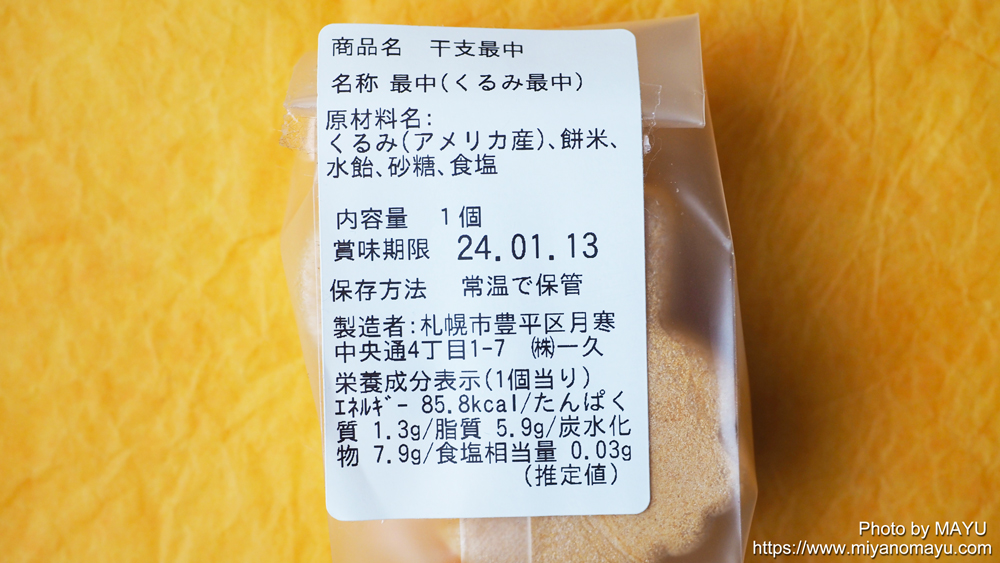 商品名 干支最中
名称 最中(くるみ最中)
原材料名:
くるみ(アメリカ産)、餅米、
水飴、砂糖、食塩
内容量 1個
賞味期限 24.01.13
保存方法 常温で保管
製造者:札幌市豊平区月寒
中央通4丁目1-7 ㈱一久
栄養成分表示(1個当り)
ｴﾈﾙｷﾞｰ 85.8kcal/たんぱく
質 1.3g/脂質 5.9g/炭水化
物 7.9g/食塩相当量 0.03g
(推定値)
Photo by MAYU
https://www.miyanomayu.com/